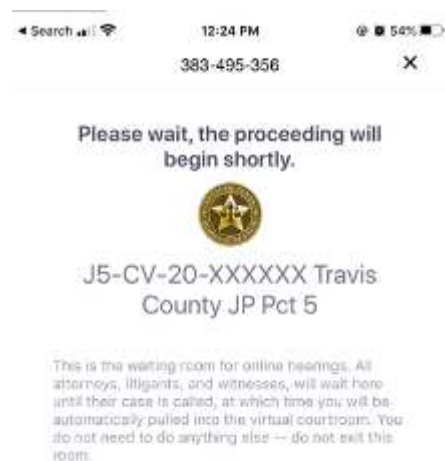 ◂ Search 12:24 PM 54%
383-495-356 ×
Please wait, the proceeding will
begin shortly.
J5-CV-20-XXXXXX Travis
County JP Pct 5
This is the waiting room for online hearings. All
attorneys, litigants, and witnesses, will wait here
until their case is called, at which time you will be
automatically pulled into the virtual courtroom. You
do not need to do anything else -- do not exit this
room.